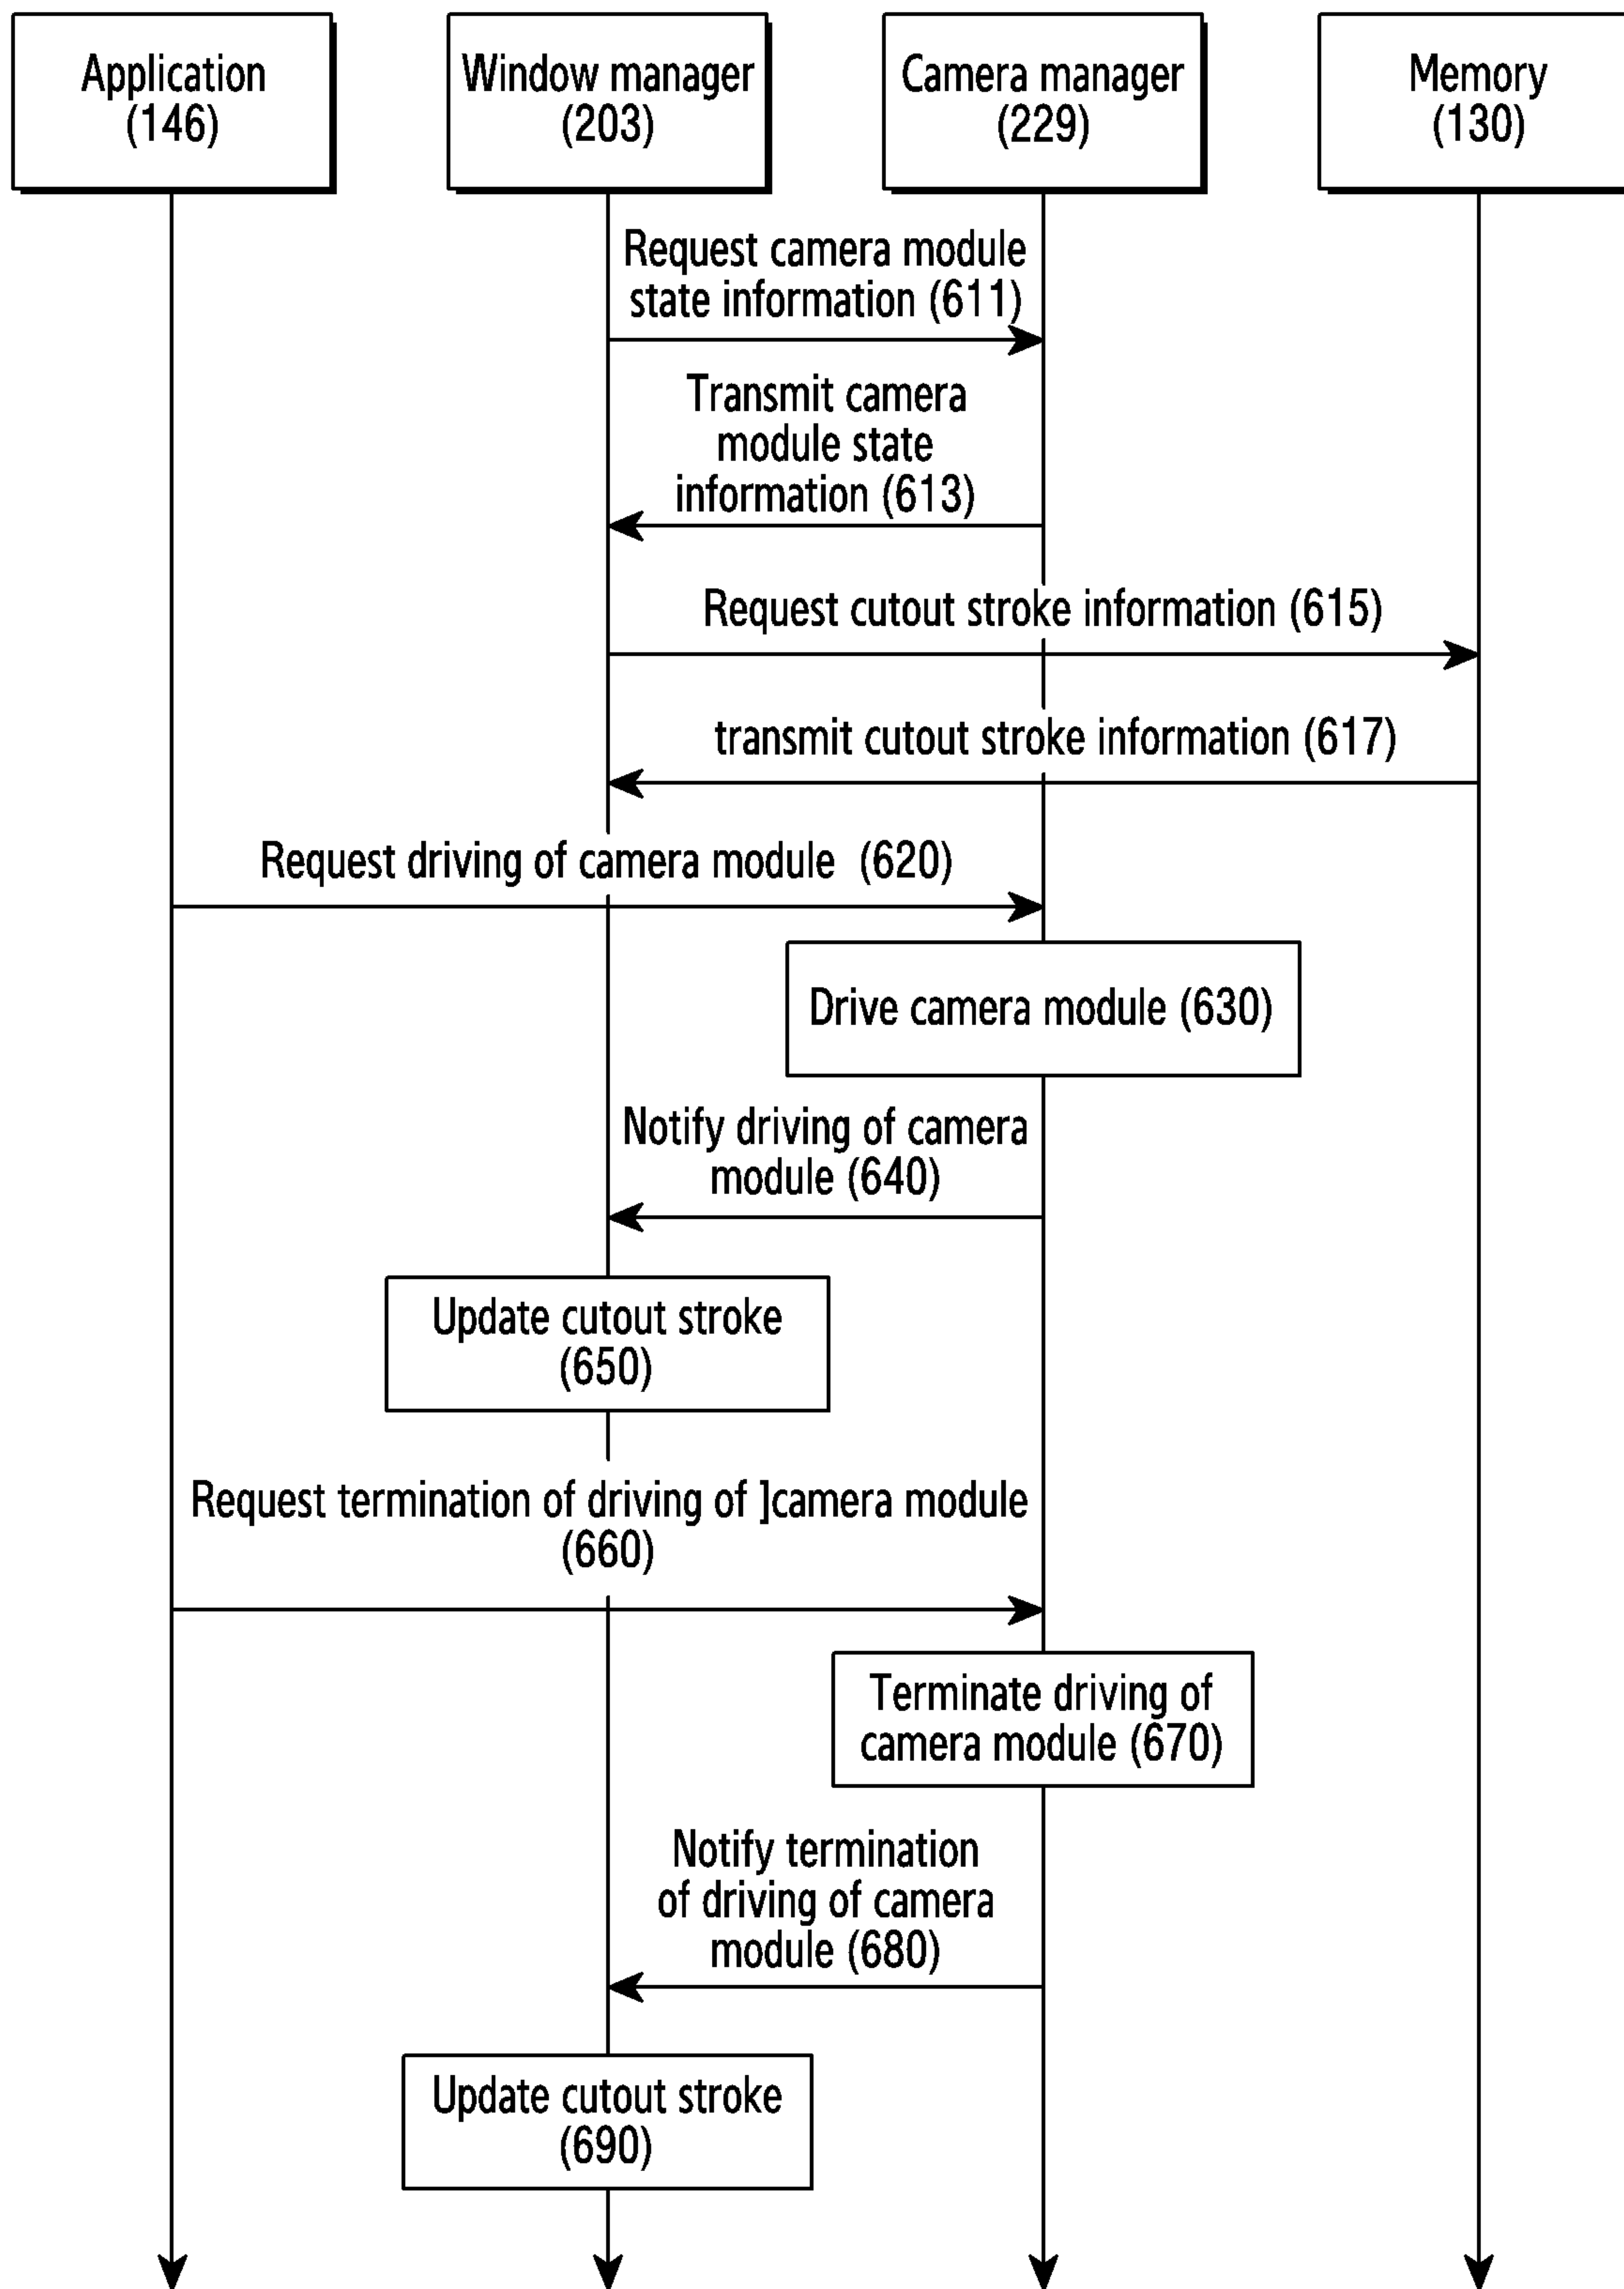 Application
(146)
Window manager
(203)
Camera manager
(229)
Memory
(130)
Request camera module
state information (611)
Transmit camera
module state
information (613)
Request cutout stroke information (615)
transmit cutout stroke information (617)
Request driving of camera module (620)
Drive camera module (630)
Notify driving of camera
module (640)
Update cutout stroke
(650)
Request termination of driving of ]camera module
(660)
Terminate driving of
camera module (670)
Notify termination
of driving of camera
module (680)
Update cutout stroke
(690)